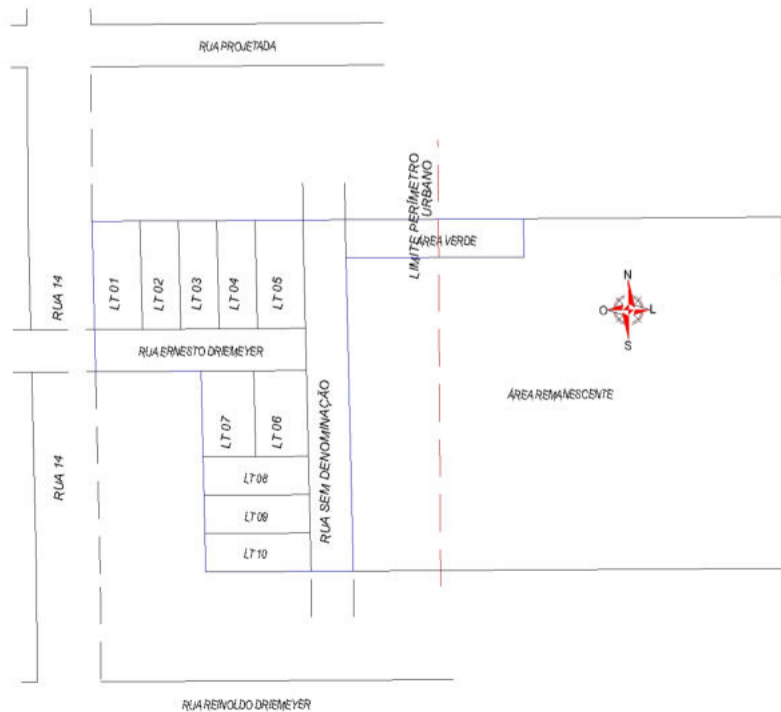 RUA PROJETADA
LIMITE PERÍMETRO
URBANO
ÁREA VERDE
RUA 14
LT 01
LT 02
LT 03
LT 04
LT 05
N
O
L
S
RUA ERNESTO DRIEMEYER
ÁREA REMANESCENTE
RUA 14
LT 07
LT 06
RUA SEM DENOMINAÇÃO
LT 08
LT 09
LT 10
RUA REINOLDO DRIEMEYER